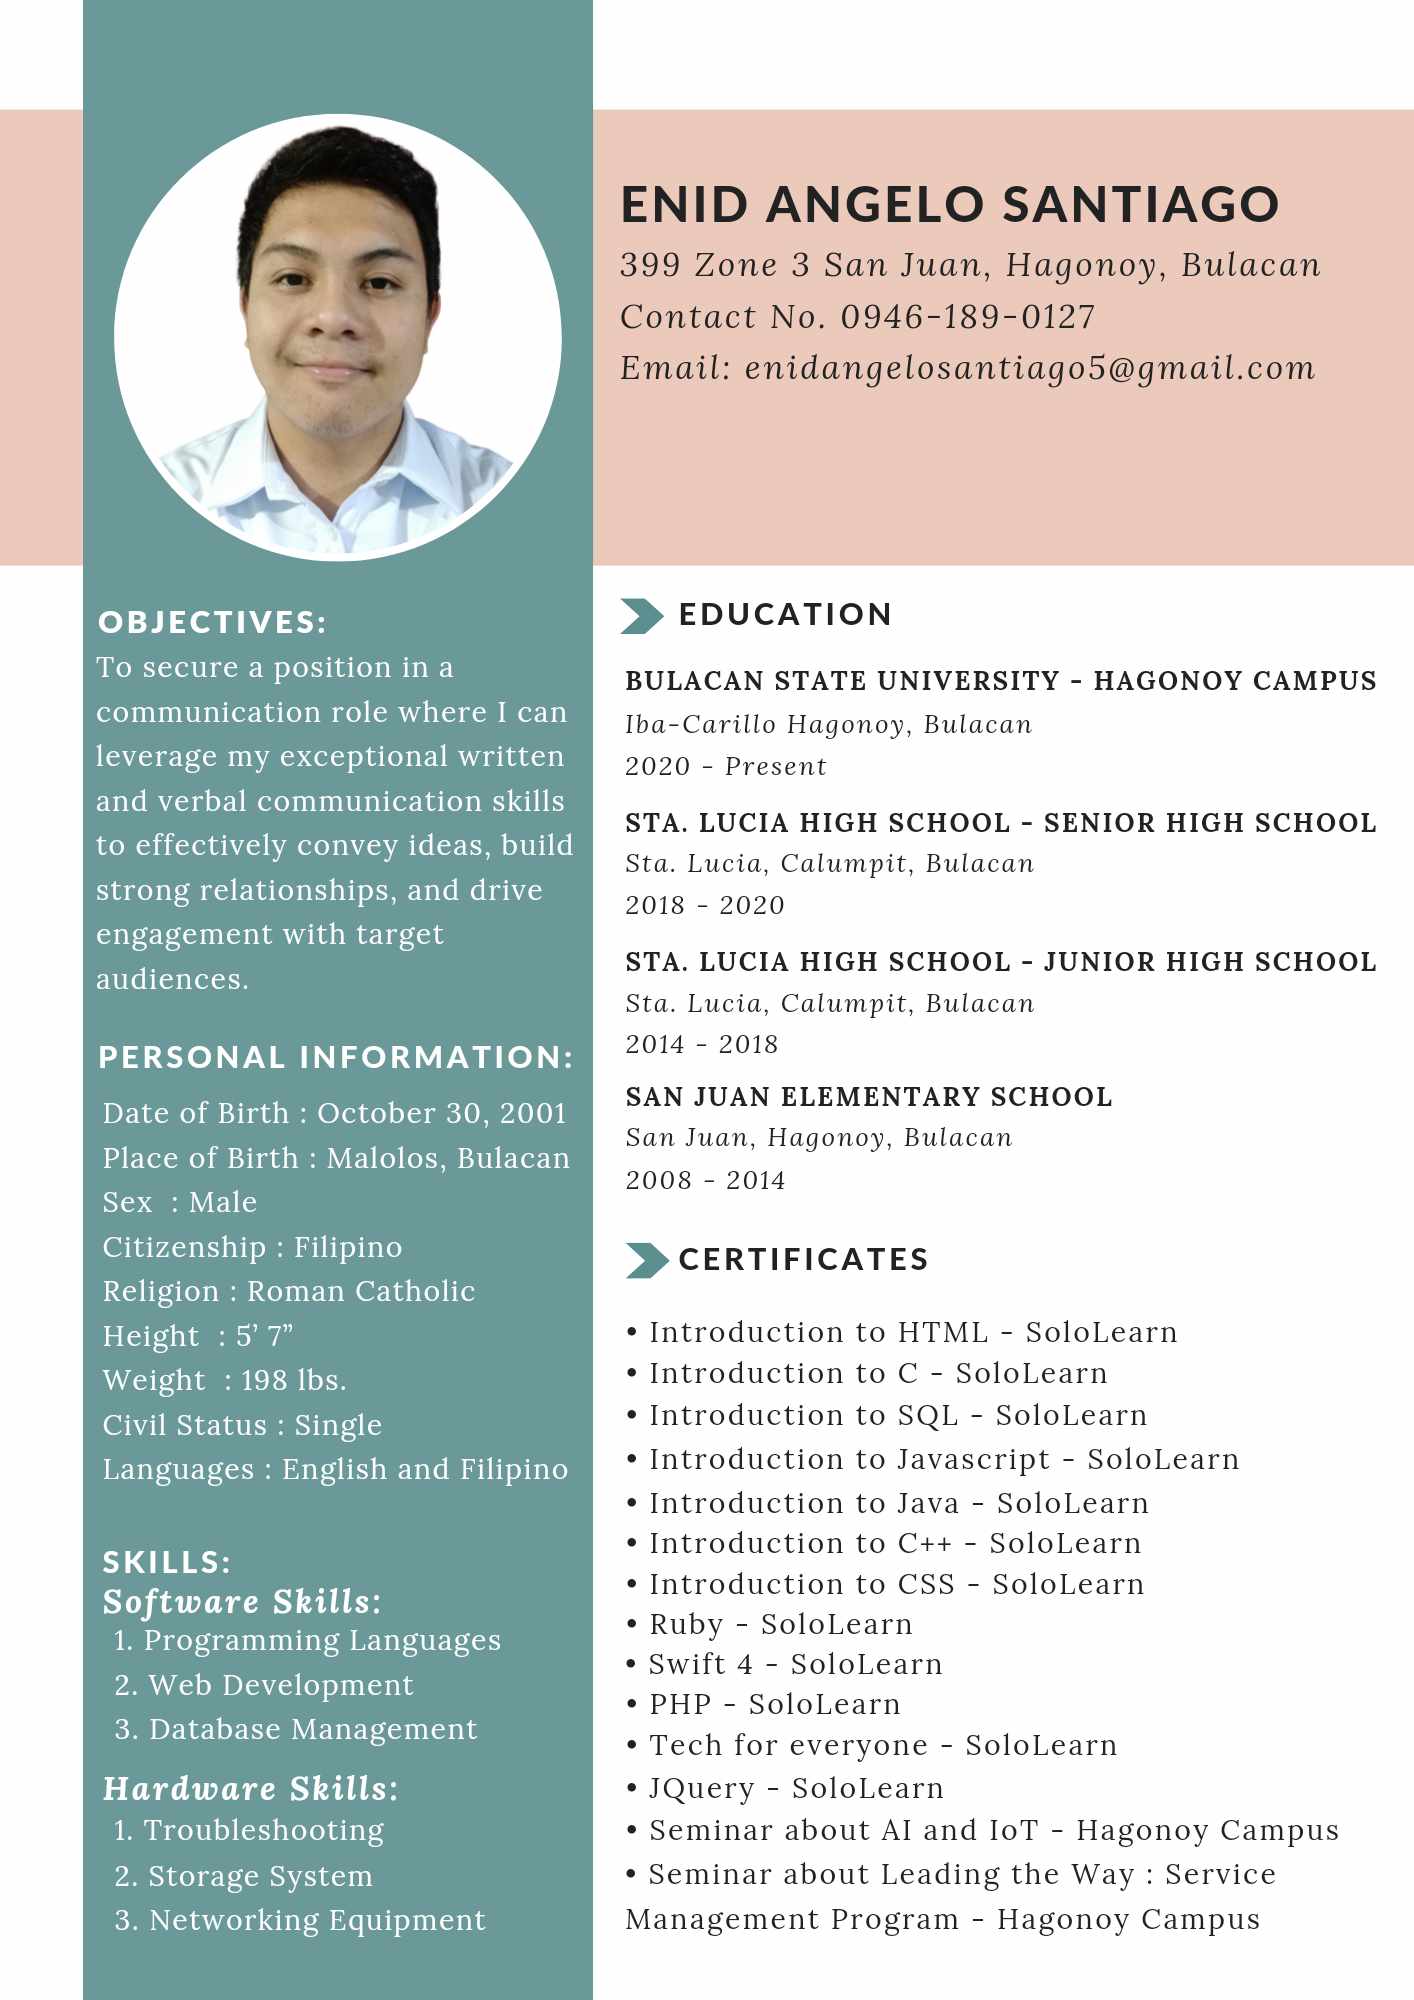 ENID ANGELO SANTIAGO
399 Zone 3 San Juan, Hagonoy, Bulacan
Contact No. 0946-189-0127
Email: enidangelosantiago5@gmail.com
OBJECTIVES:
To secure a position in a
communication role where I can
leverage my exceptional written
and verbal communication skills
to effectively convey ideas, build
strong relationships, and drive
engagement with target
audiences.
PERSONAL INFORMATION:
Date of Birth : October 30, 2001
Place of Birth : Malolos, Bulacan
Sex  : Male
Citizenship : Filipino
Religion : Roman Catholic
Height  : 5’ 7”
Weight  : 198 lbs.
Civil Status : Single
Languages : English and Filipino
SKILLS:
Software Skills:
1. Programming Languages
2. Web Development
3. Database Management
Hardware Skills:
1. Troubleshooting
2. Storage System
3. Networking Equipment
EDUCATION
BULACAN STATE UNIVERSITY - HAGONOY CAMPUS
Iba-Carillo Hagonoy, Bulacan
2020 - Present
STA. LUCIA HIGH SCHOOL - SENIOR HIGH SCHOOL
Sta. Lucia, Calumpit, Bulacan
2018 - 2020
STA. LUCIA HIGH SCHOOL - JUNIOR HIGH SCHOOL
Sta. Lucia, Calumpit, Bulacan
2014 - 2018
SAN JUAN ELEMENTARY SCHOOL
San Juan, Hagonoy, Bulacan
2008 - 2014
CERTIFICATES
• Introduction to HTML - SoloLearn
• Introduction to C - SoloLearn
• Introduction to SQL - SoloLearn
• Introduction to Javascript - SoloLearn
• Introduction to Java - SoloLearn
• Introduction to C++ - SoloLearn
• Introduction to CSS - SoloLearn
• Ruby - SoloLearn
• Swift 4 - SoloLearn
• PHP - SoloLearn
• Tech for everyone - SoloLearn
• JQuery - SoloLearn
• Seminar about AI and IoT - Hagonoy Campus
• Seminar about Leading the Way : Service
Management Program - Hagonoy Campus